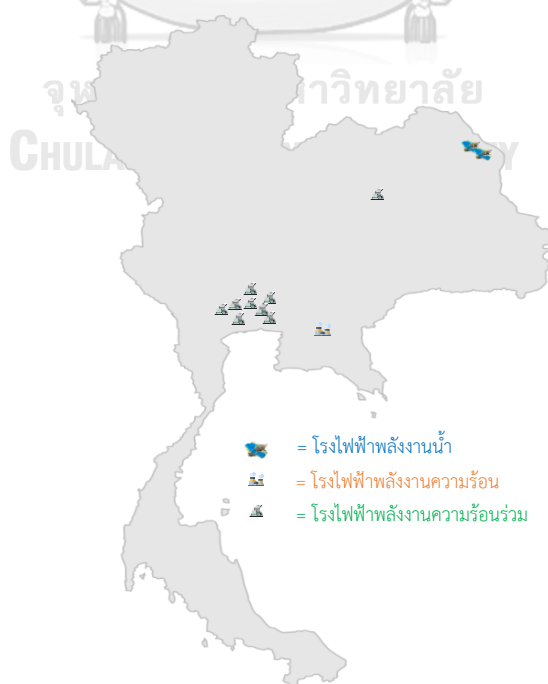 = โรงไฟฟ้าพลังงานน้ำ
= โรงไฟฟ้าพลังงานความร้อน
= โรงไฟฟ้าพลังงานความร้อนร่วม